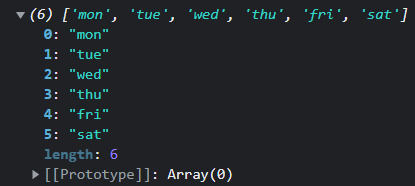 ▼ (6) ['mon', 'tue', 'wed', 'thu', 'fri', 'sat']
0: "mon"
1: "tue"
2: "wed"
3: "thu"
4: "fri"
5: "sat"
length: 6
▶ [[Prototype]]: Array(0)